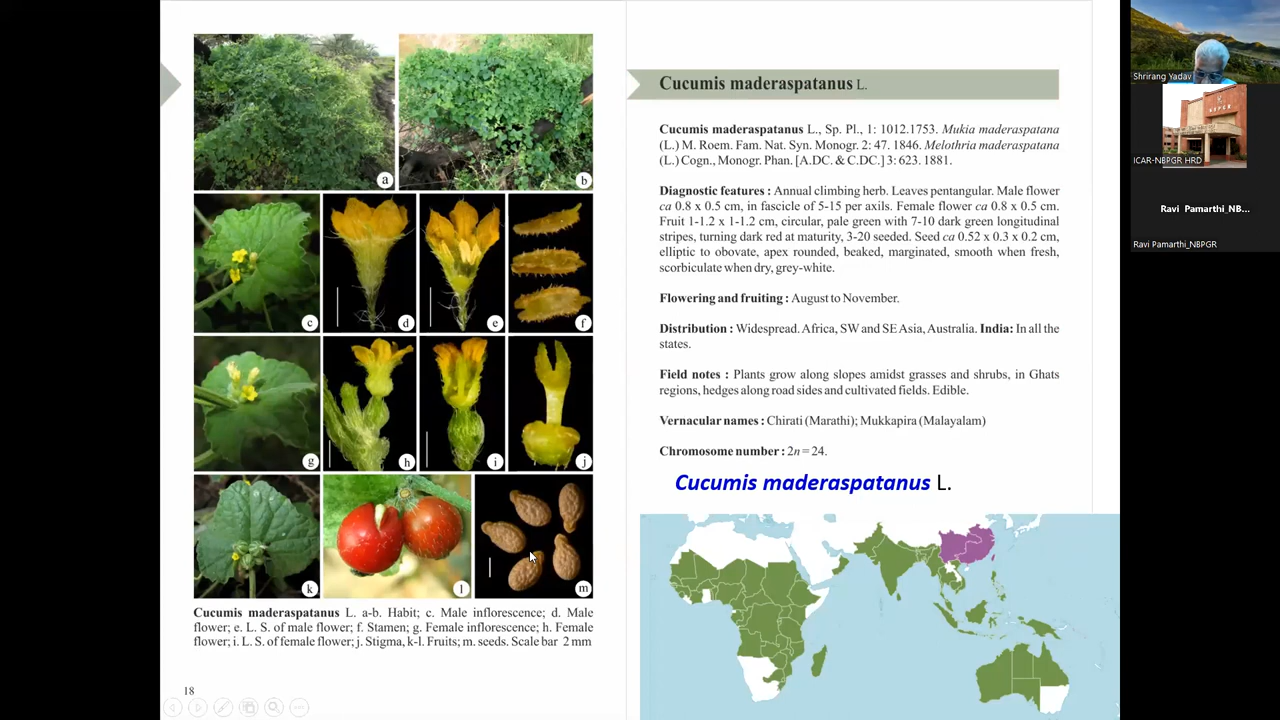 a
b
c
d
e
f
g
h
i
j
k
l
m
Cucumis maderaspatanus L. a-b. Habit; c. Male inflorescence; d. Male
flower; e. L. S. of male flower; f. Stamen; g. Female inflorescence; h. Female
flower; i. L. S. of female flower; j. Stigma, k-l. Fruits; m. seeds. Scale bar 2 mm
18
Cucumis maderaspatanus L.
Cucumis maderaspatanus L., Sp. Pl., 1: 1012.1753. Mukia maderaspatana
(L.) M. Roem. Fam. Nat. Syn. Monogr. 2: 47. 1846. Melothria maderaspatana
(L.) Cogn., Monogr. Phan. [A.DC. & C.DC.] 3: 623. 1881.
Diagnostic features : Annual climbing herb. Leaves pentangular. Male flower
ca 0.8 x 0.5 cm, in fascicle of 5-15 per axils. Female flower ca 0.8 x 0.5 cm.
Fruit 1-1.2 x 1-1.2 cm, circular, pale green with 7-10 dark green longitudinal
stripes, turning dark red at maturity, 3-20 seeded. Seed ca 0.52 x 0.3 x 0.2 cm,
elliptic to obovate, apex rounded, beaked, marginated, smooth when fresh,
scorbiculate when dry, grey-white.
Flowering and fruiting : August to November.
Distribution : Widespread. Africa, SW and SE Asia, Australia. India: In all the
states.
Field notes : Plants grow along slopes amidst grasses and shrubs, in Ghats
regions, hedges along road sides and cultivated fields. Edible.
Vernacular names : Chirati (Marathi); Mukkapira (Malayalam)
Chromosome number : 2n = 24.
Cucumis maderaspatanus L.
Shrirang Yadav
NBPGR
ICAR-NBPGR HRD
Ravi Pamarthi_NB...
Ravi Pamarthi_NBPGR